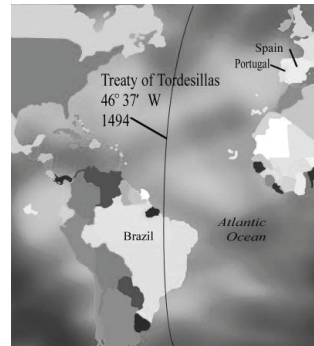 Spain
Portugal
Treaty of Tordesillas
46° 37' W
1494
Brazil
Atlantic
Ocean